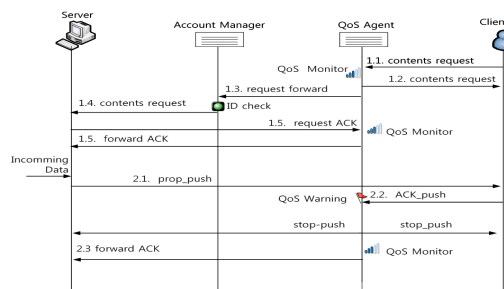 Server
Account Manager
QoS Agent
Clien
QoS Monitor
1.1. contents request
1.2. contents request
1.3. request forward
1.4. contents request
ID check
1.5. request ACK
QoS Monitor
1.5. forward ACK
Incomming
Data
2.1. prop_push
QoS Warning
2.2. ACK_push
stop-push
stop_push
2.3 forward ACK
QoS Monitor